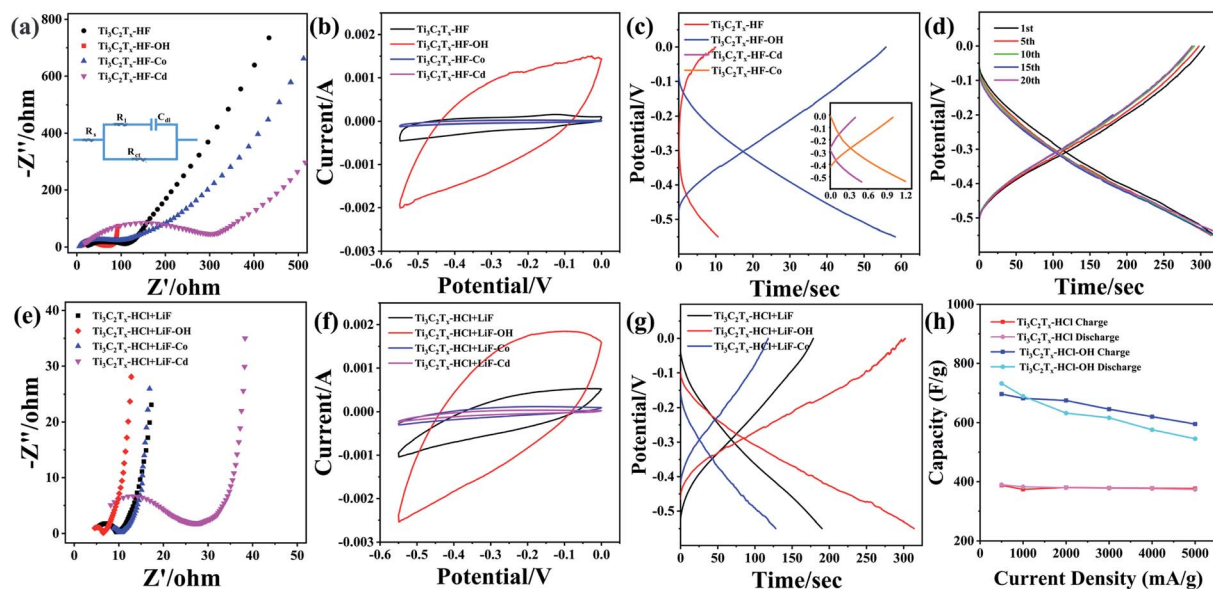 (a)
800
600
400
200
0
-Z''/ohm
Ti₃C₂Tₓ-HF
Ti₃C₂Tₓ-HF-OH
Ti₃C₂Tₓ-HF-Co
Ti₃C₂Tₓ-HF-Cd
Rₛ
R₁
C_dl
R_ct
0 100 200 300 400 500
Z'/ohm
(b)
0.002
0.001
0.000
-0.001
-0.002
-0.003
Current/A
Ti₃C₂Tₓ-HF
Ti₃C₂Tₓ-HF-OH
Ti₃C₂Tₓ-HF-Co
Ti₃C₂Tₓ-HF-Cd
-0.6 -0.5 -0.4 -0.3 -0.2 -0.1 0.0
Potential/V
(c)
0.0
-0.1
-0.2
-0.3
-0.4
-0.5
Potential/V
Ti₃C₂Tₓ-HF
Ti₃C₂Tₓ-HF-OH
Ti₃C₂Tₓ-HF-Cd
Ti₃C₂Tₓ-HF-Co
0.0
-0.1
-0.2
-0.3
-0.4
-0.5
0.0 0.3 0.6 0.9 1.2
0 10 20 30 40 50 60
Time/sec
(d)
0.0
-0.1
-0.2
-0.3
-0.4
-0.5
Potential/V
1st
5th
10th
15th
20th
0 50 100 150 200 250 300
Time/sec
(e)
40
30
20
10
0
-Z''/ohm
Ti₃C₂Tₓ-HCl+LiF
Ti₃C₂Tₓ-HCl+LiF-OH
Ti₃C₂Tₓ-HCl+LiF-Co
Ti₃C₂Tₓ-HCl+LiF-Cd
0 10 20 30 40 50
Z'/ohm
(f)
0.002
0.001
0.000
-0.001
-0.002
-0.003
Current/A
Ti₃C₂Tₓ-HCl+LiF
Ti₃C₂Tₓ-HCl+LiF-OH
Ti₃C₂Tₓ-HCl+LiF-Co
Ti₃C₂Tₓ-HCl+LiF-Cd
-0.6 -0.5 -0.4 -0.3 -0.2 -0.1 0.0
Potential/V
(g)
0.0
-0.1
-0.2
-0.3
-0.4
-0.5
Potential/V
Ti₃C₂Tₓ-HCl+LiF
Ti₃C₂Tₓ-HCl+LiF-OH
Ti₃C₂Tₓ-HCl+LiF-Co
0 50 100 150 200 250 300
Time/sec
(h)
1000
800
600
400
200
Capacity (F/g)
Ti₃C₂Tₓ-HCl Charge
Ti₃C₂Tₓ-HCl Discharge
Ti₃C₂Tₓ-HCl-OH Charge
Ti₃C₂Tₓ-HCl-OH Discharge
0 1000 2000 3000 4000 5000
Current Density (mA/g)